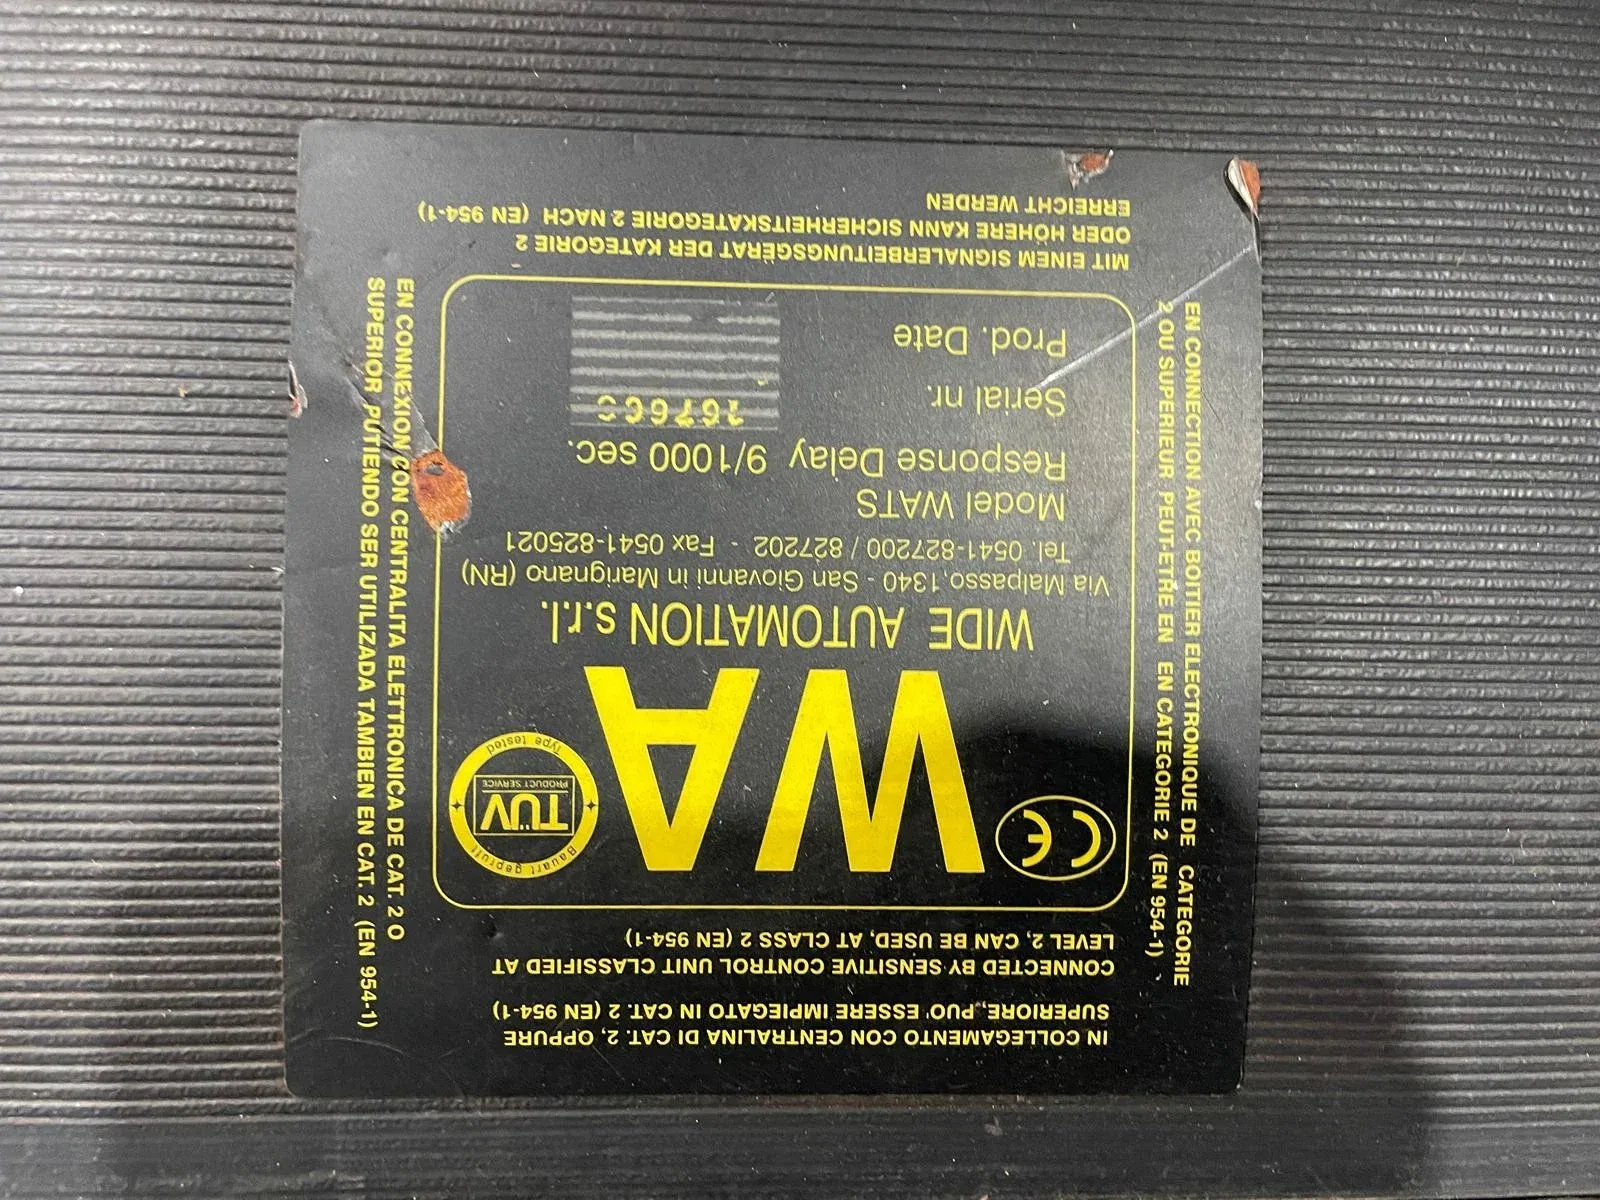 IN COLLEGAMENTO CON CENTRALINA DI CAT. 2, OPPURE
SUPERIORE, PUO' ESSERE IMPIEGATO IN CAT. 2 (EN 954-1)
CONNECTED BY SENSITIVE CONTROL UNIT CLASSIFIED AT
LEVEL 2, CAN BE USED, AT CLASS 2 (EN 954-1)
CE
WA
Bauart geprüft
TÜV
PRODUCT SERVICE
Type tested
WIDE AUTOMATION s.r.l.
Via Malpasso,1340 - San Giovanni in Marignano (RN)
Tel. 0541-827200 / 827202 - Fax 0541-825021
Model WATS
Response Delay 9/1000 sec.
Serial nr.
Prod. Date
MIT EINEM SIGNALERBEITUNGSGERÄT DER KATEGORIE 2
ODER HÖHERE KANN SICHERHEITSKATEGORIE 2 NACH (EN 954-1)
ERREICHT WERDEN
EN CONNECTION AVEC BOITIER ELECTRONIQUE DE CATEGORIE
2 OU SUPERIEUR PEUT-ETRE EN EN CATEGORIE 2 (EN 954-1)
EN CONNEXION CON CENTRALITA ELETTRONICA DE CAT. 2 O
SUPERIOR PUTIENDO SER UTILIZADA TAMBIEN EN CAT. 2 (EN 954-1)